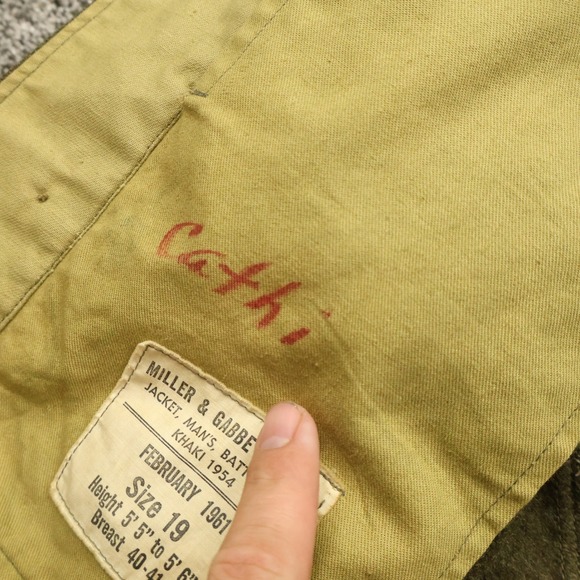 Cathi
MILLER & GABBE
JACKET, MAN'S, BATT
KHAKI 1954
FEBRUARY 1961
Size 19
Height 5' 5" to 5' 6"
Breast 40-41